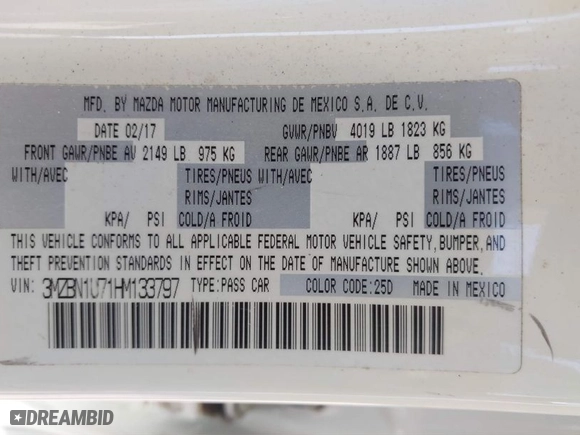 MFD. BY MAZDA MOTOR MANUFACTURING DE MEXICO S.A. DE C.V.
DATE 02/17 GVWR/PNBV 4019 LB 1823 KG
FRONT GAWR/PNBE AV 2149 LB 975 KG REAR GAWR/PNBE AR 1887 LB 856 KG
WITH/AVEC TIRES/PNEUS WITH/AVEC TIRES/PNEUS
RIMS/JANTES RIMS/JANTES
KPA/ PSI COLD/A FROID KPA/ PSI COLD/A FROID
THIS VEHICLE CONFORMS TO ALL APPLICABLE FEDERAL MOTOR VEHICLE SAFETY, BUMPER, AND
THEFT PREVENTION STANDARDS IN EFFECT ON THE DATE OF MANUFACTURE SHOWN ABOVE.
VIN: 3MZBN1U71HM133797 TYPE:PASS CAR COLOR CODE:25D MADE IN MEXICO
DREAMBID